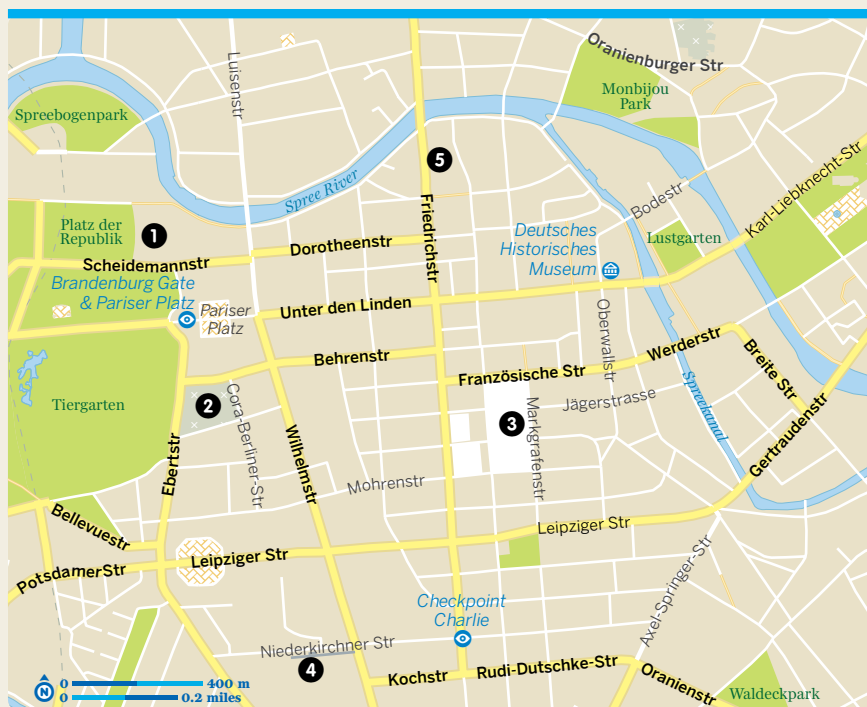 Oranienburger Str
Luisenstr
Monbijou
Park
Spreebogenpark
5
Karl-Liebknecht-Str
Spree River
Friedrichstr
Bodestr
Platz der
Republik
1
Deutsches
Historisches
Museum
Lustgarten
Dorotheenstr
Scheidemannstr
Brandenburg Gate
& Pariser Platz
Pariser
Platz
Unter den Linden
Oberwallstr
Behrenstr
Werderstr
Breite Str
Französische Str
Spreekanal
Tiergarten
2
Cora-Berliner-Str
Jägerstrasse
3
Markgrafenstr
Gertraudenstr
Ebertstr
Wilhelmstr
Mohrenstr
Bellevuestr
Leipziger Str
Leipziger Str
PotsdamerStr
Axel-Springer-Str
Checkpoint
Charlie
Niederkirchner Str
4
Kochstr
Rudi-Dutschke-Str
Oranienstr
Waldeckpark
N
0 400 m
0 0.2 miles